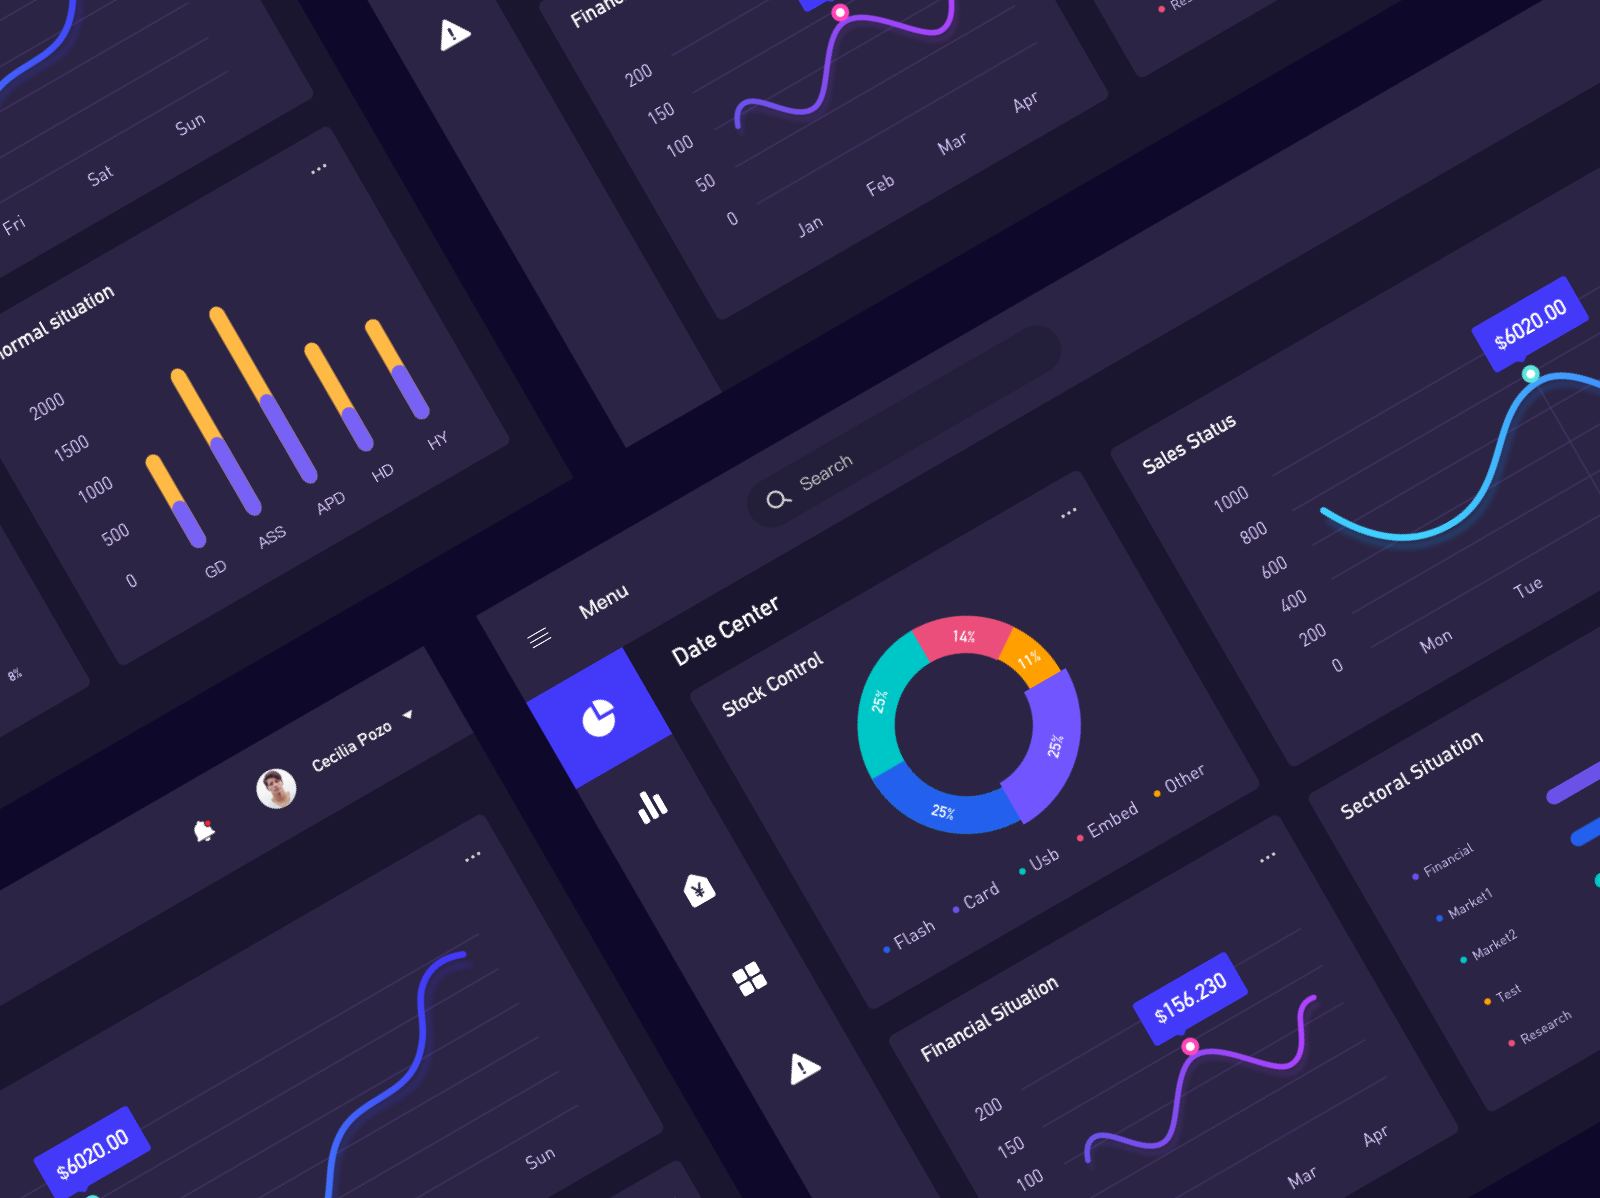 Financ
200
150
100
50
0
Jan
Feb
Mar
Apr
Fri
Sat
Sun
ormal situation
2000
1500
1000
500
0
GD
ASS
APD
HD
HY
8%
Cecilia Pozo
$6020.00
Sun
Menu
Search
Date Center
Stock Control
14%
11%
25%
25%
25%
Flash
Card
Usb
Embed
Other
Sales Status
$6020.00
1000
800
600
400
200
0
Mon
Tue
Financial Situation
$156.230
200
150
100
Mar
Apr
Sectoral Situation
Financial
Market1
Market2
Test
Research